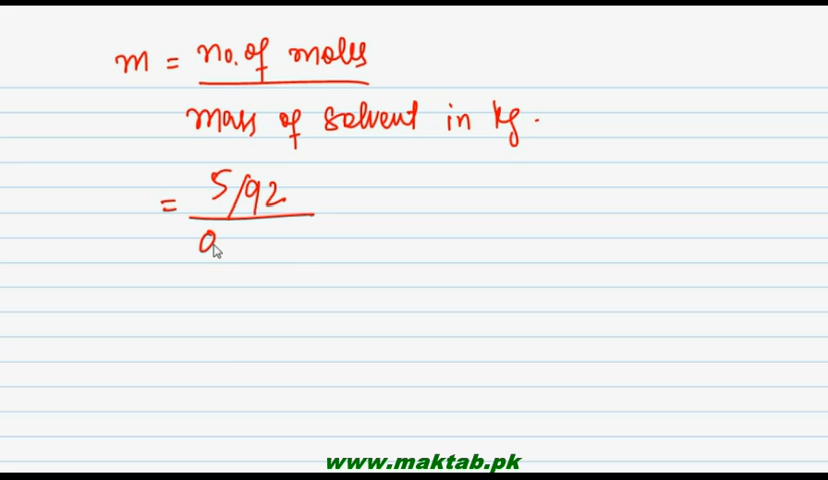 m = no. of moles
mass of solvent in kg.
= 5/92
0
www.maktab.pk